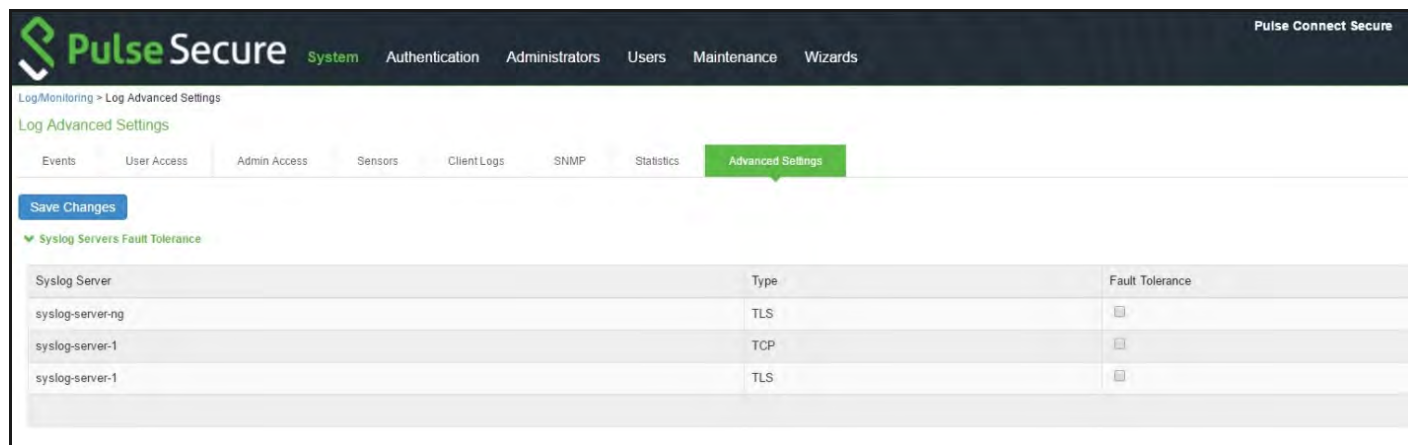 Pulse Connect Secure
Pulse Secure System Authentication Administrators Users Maintenance Wizards
Log/Monitoring > Log Advanced Settings
Log Advanced Settings
Events User Access Admin Access Sensors Client Logs SNMP Statistics Advanced Settings
Save Changes
Syslog Servers Fault Tolerance
Syslog Server Type Fault Tolerance
syslog-server-ng TLS
syslog-server-1 TCP
syslog-server-1 TLS